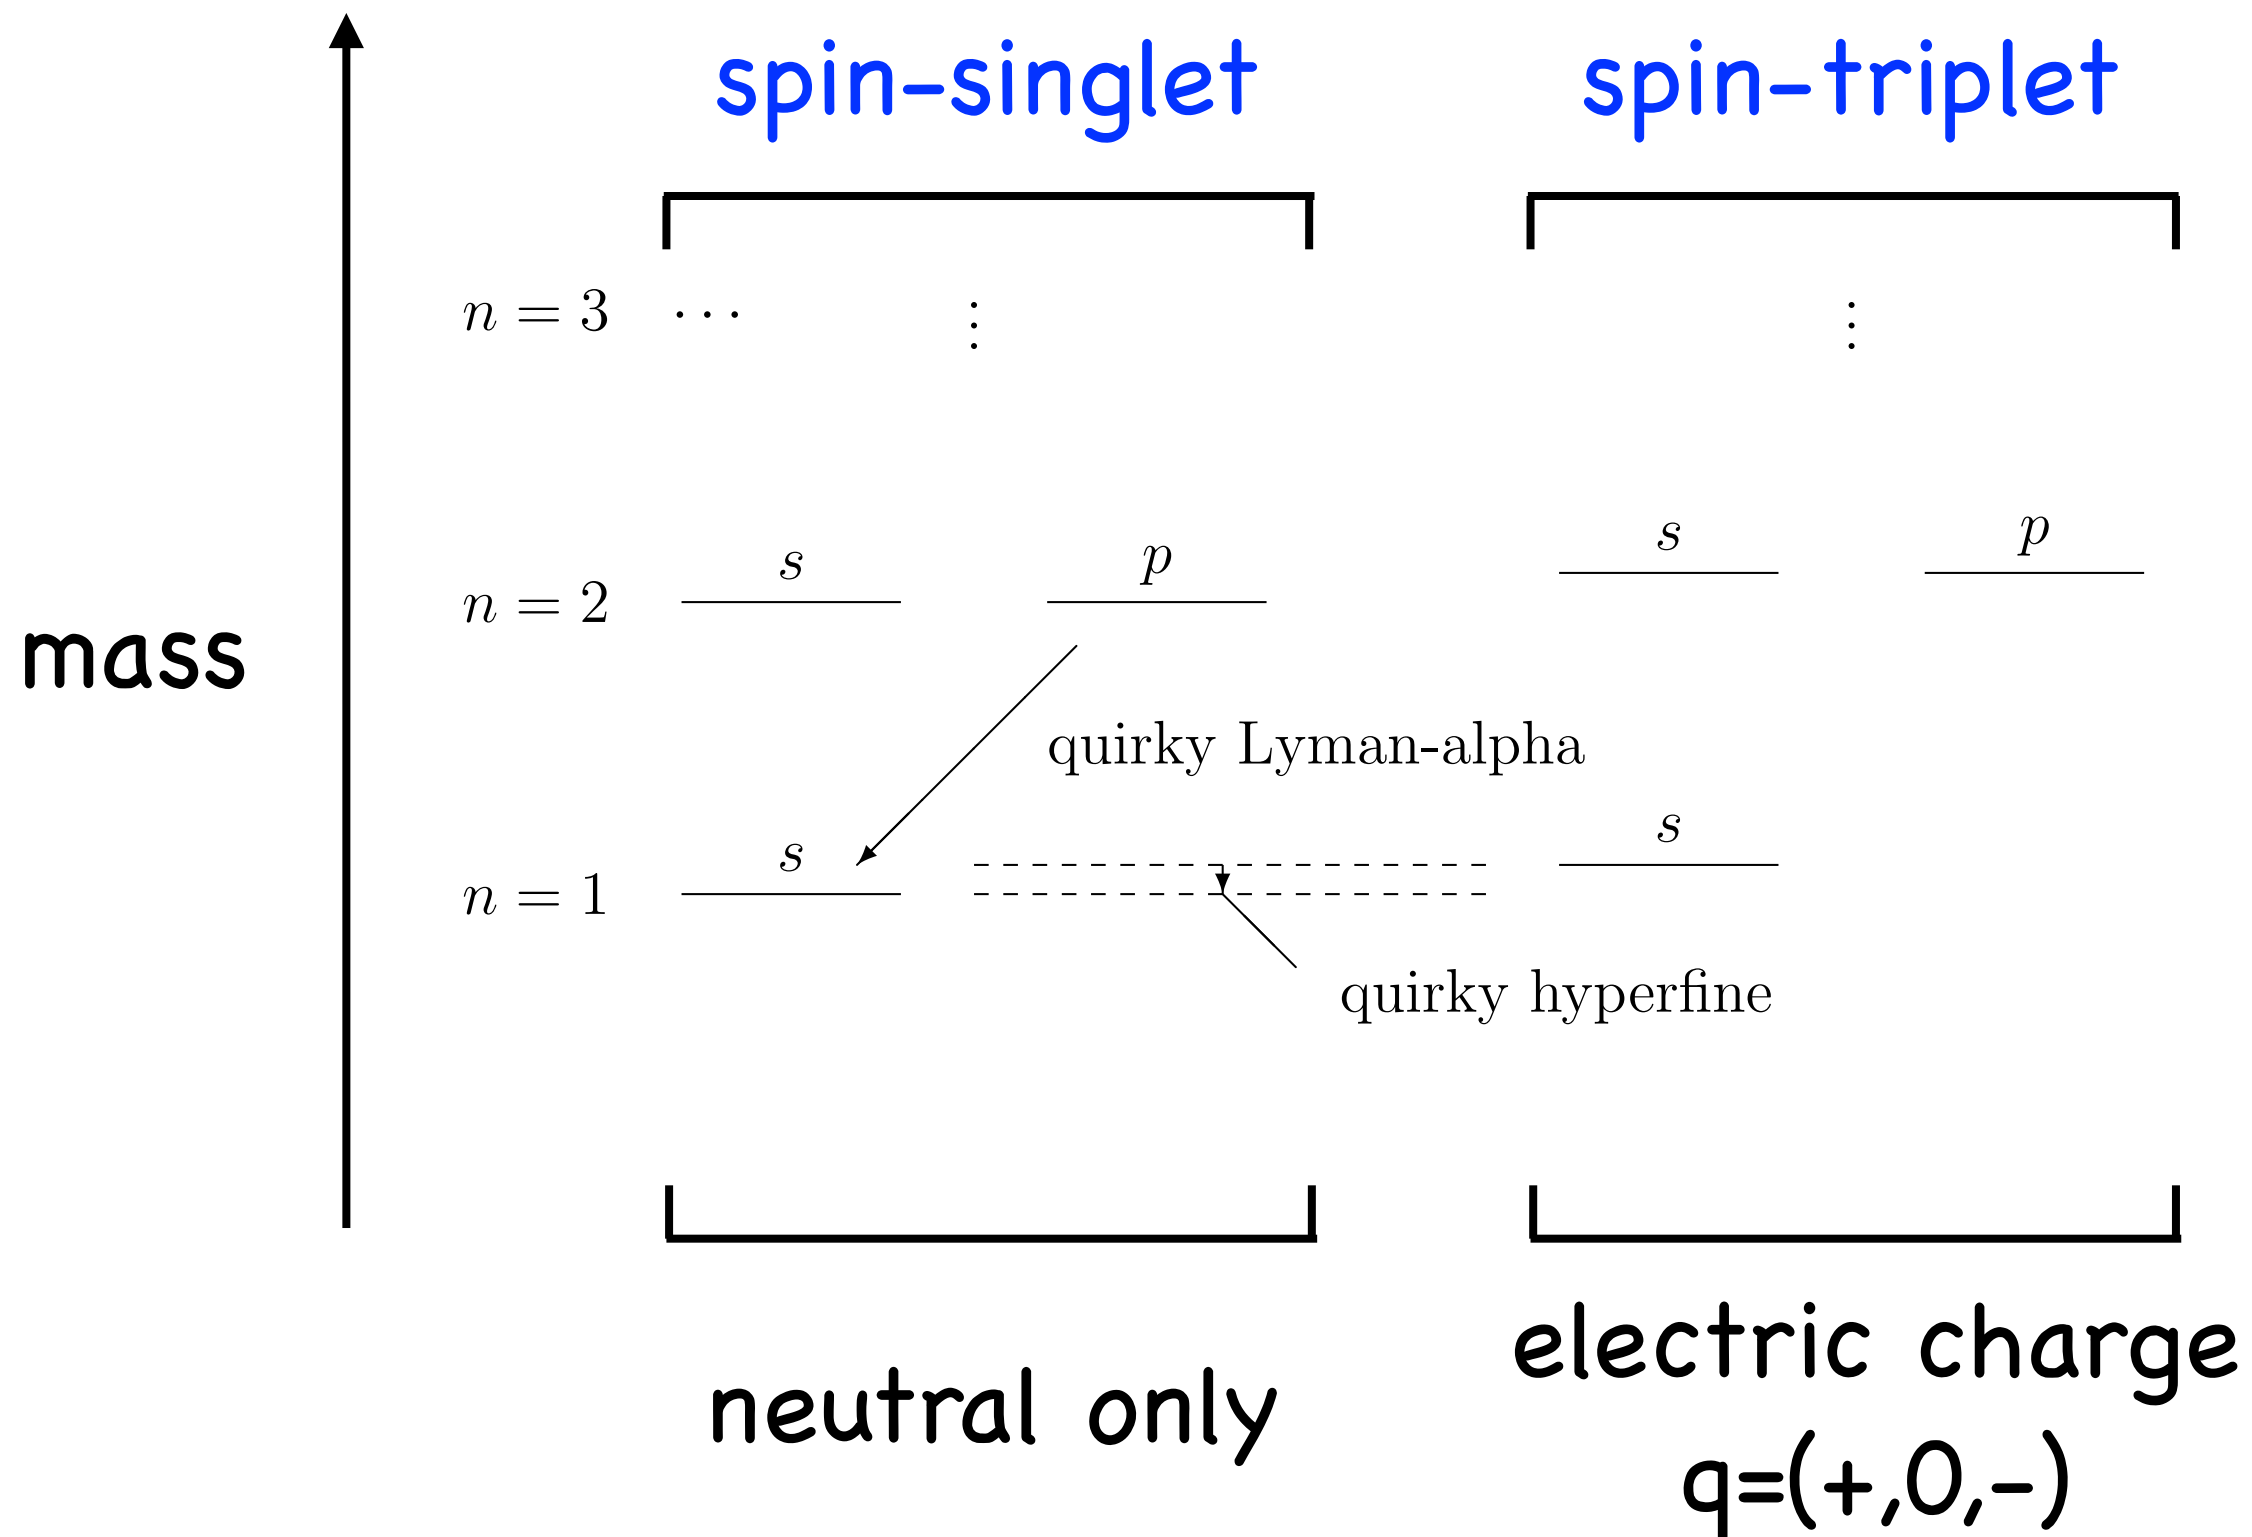 spin-singlet spin-triplet
n = 3 ··· ⋮ ⋮
s p s p
n = 2
mass
quirky Lyman-alpha
s s
n = 1
quirky hyperfine
neutral only
electric charge
q=(+,0,-)